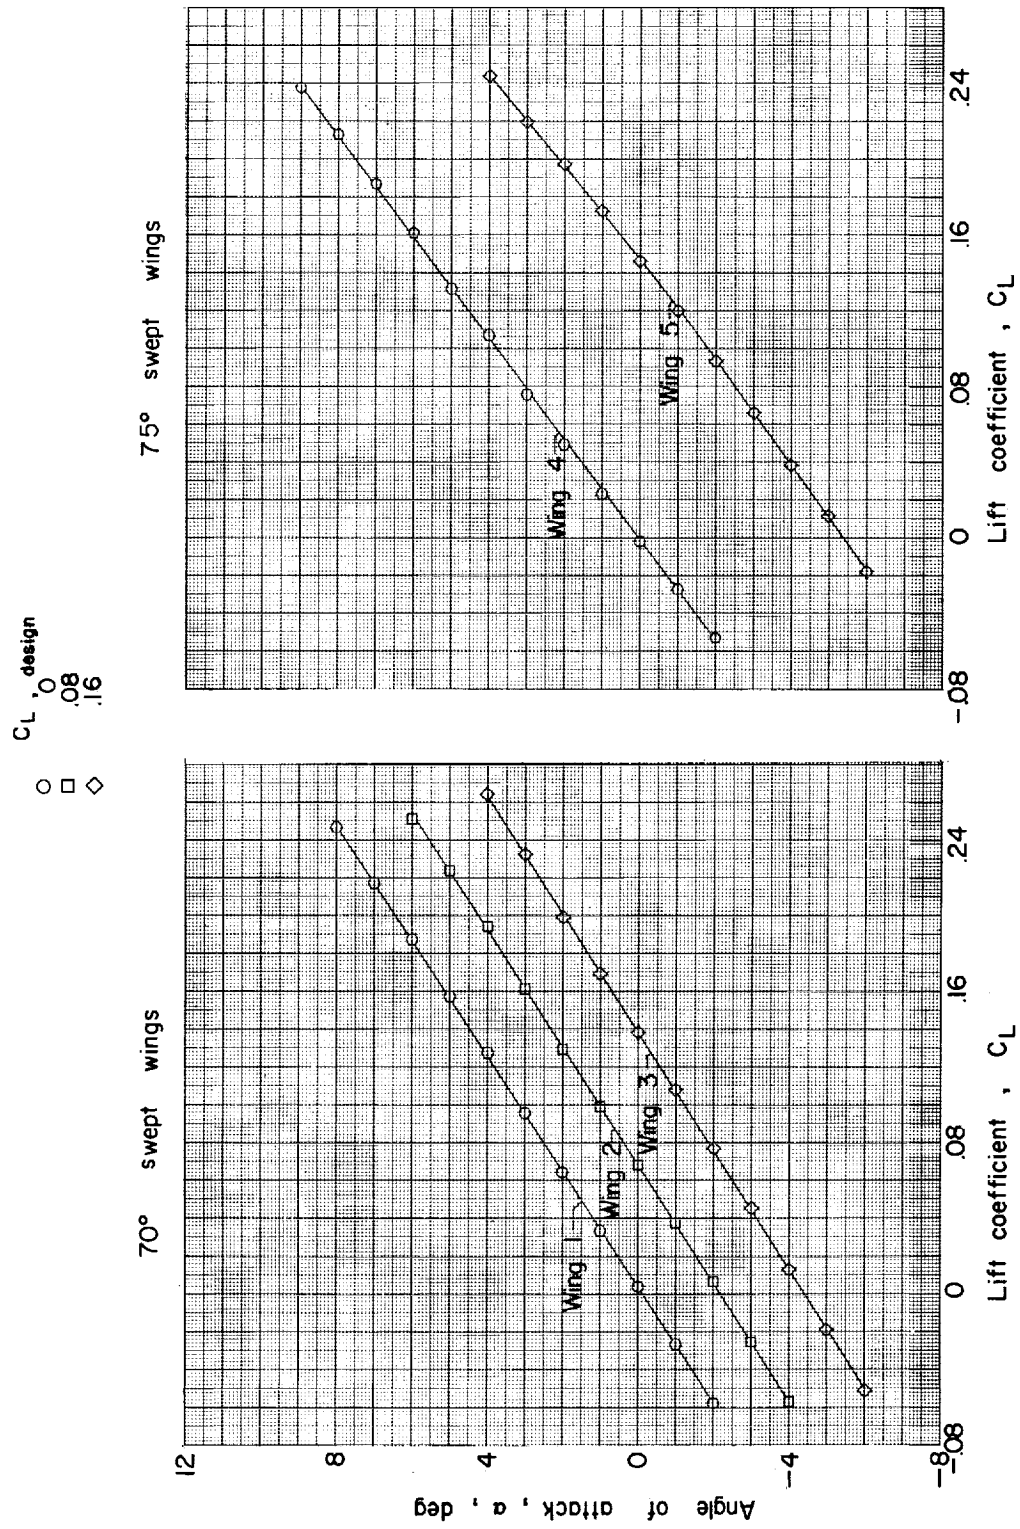 C_L , design
0
.08
.16
70° swept wings
75° swept wings
Wing 1
Wing 2
Wing 3
Wing 4
Wing 5
12
8
4
0
-4
-8
Angle of attack , α , deg
-.08
0
.08
.16
.24
Lift coefficient , C_L
-.08
0
.08
.16
.24
Lift coefficient , C_L